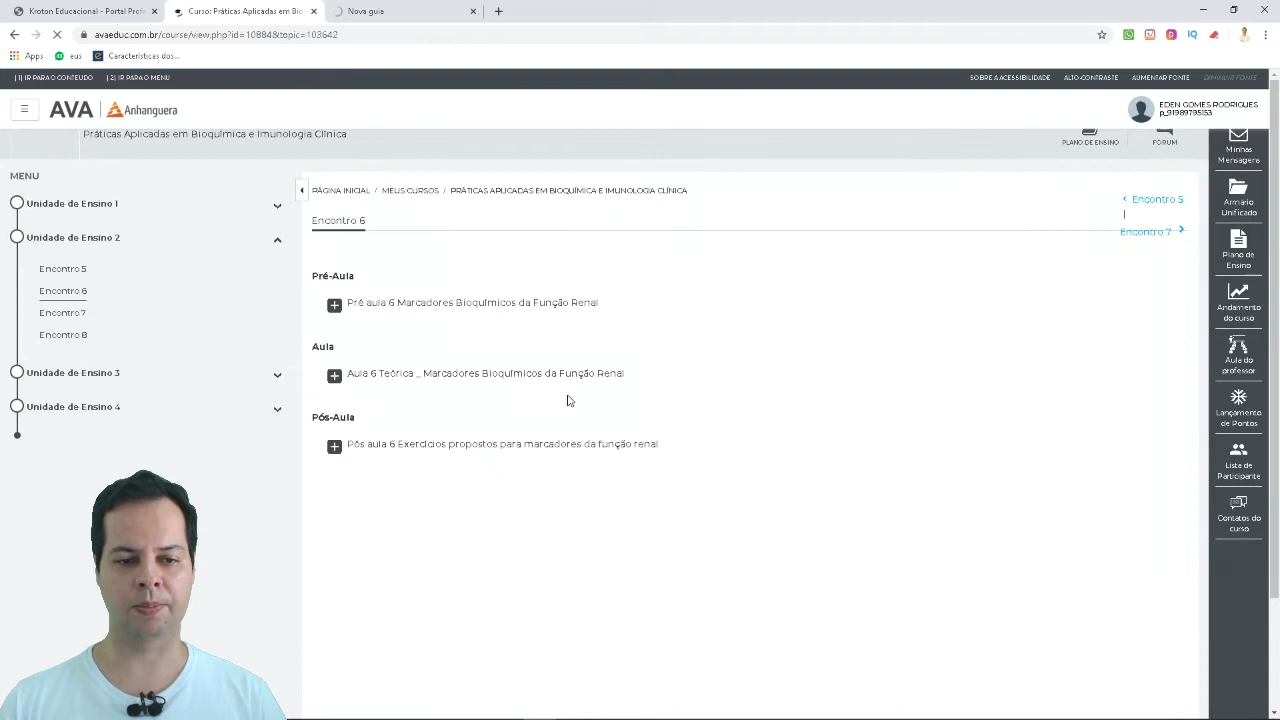 Kroton Educacional - Portal Profe
Curso: Práticas Aplicadas em Bio
Nova guia
avaeduc.com.br/course/view.php?id=10884&topic=103642
Apps
eus
Características dos...
| 1| IR PARA O CONTEÚDO
| 2| IR PARA O MENU
SOBRE A ACESSIBILIDADE
ALTO-CONTRASTE
AUMENTAR FONTE
DIMINUIR FONTE
AVA
Anhanguera
EDEN GOMES RODRIGUES
p_91989795153
Práticas Aplicadas em Bioquímica e Imunologia Clínica
PLANO DE ENSINO
FÓRUM
MENU
Unidade de Ensino 1
Unidade de Ensino 2
Encontro 5
Encontro 6
Encontro 7
Encontro 8
Unidade de Ensino 3
Unidade de Ensino 4
PÁGINA INICIAL / MEUS CURSOS / PRÁTICAS APLICADAS EM BIOQUÍMICA E IMUNOLOGIA CLÍNICA
Encontro 6
Encontro 5
|
Encontro 7
Pré-Aula
Pré aula 6 Marcadores Bioquímicos da Função Renal
Aula
Aula 6 Teórica _ Marcadores Bioquímicos da Função Renal
Pós-Aula
Pós aula 6 Exercícios propostos para marcadores da função renal
Minhas
Mensagens
Armário
Unificado
Plano de
Ensino
Andamento
do curso
Aula do
professor
Lançamento
de Pontos
Lista de
Participante
Contatos do
curso